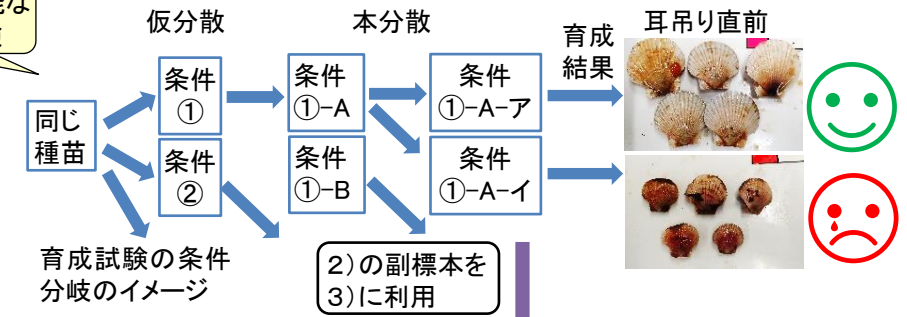 仮分散
本分散
育成
結果
耳吊り直前
同じ
種苗
条件
①
条件
②
条件
①-A
条件
①-B
条件
①-A-ア
条件
①-A-イ
育成試験の条件
分岐のイメージ
2)の副標本を
3)に利用